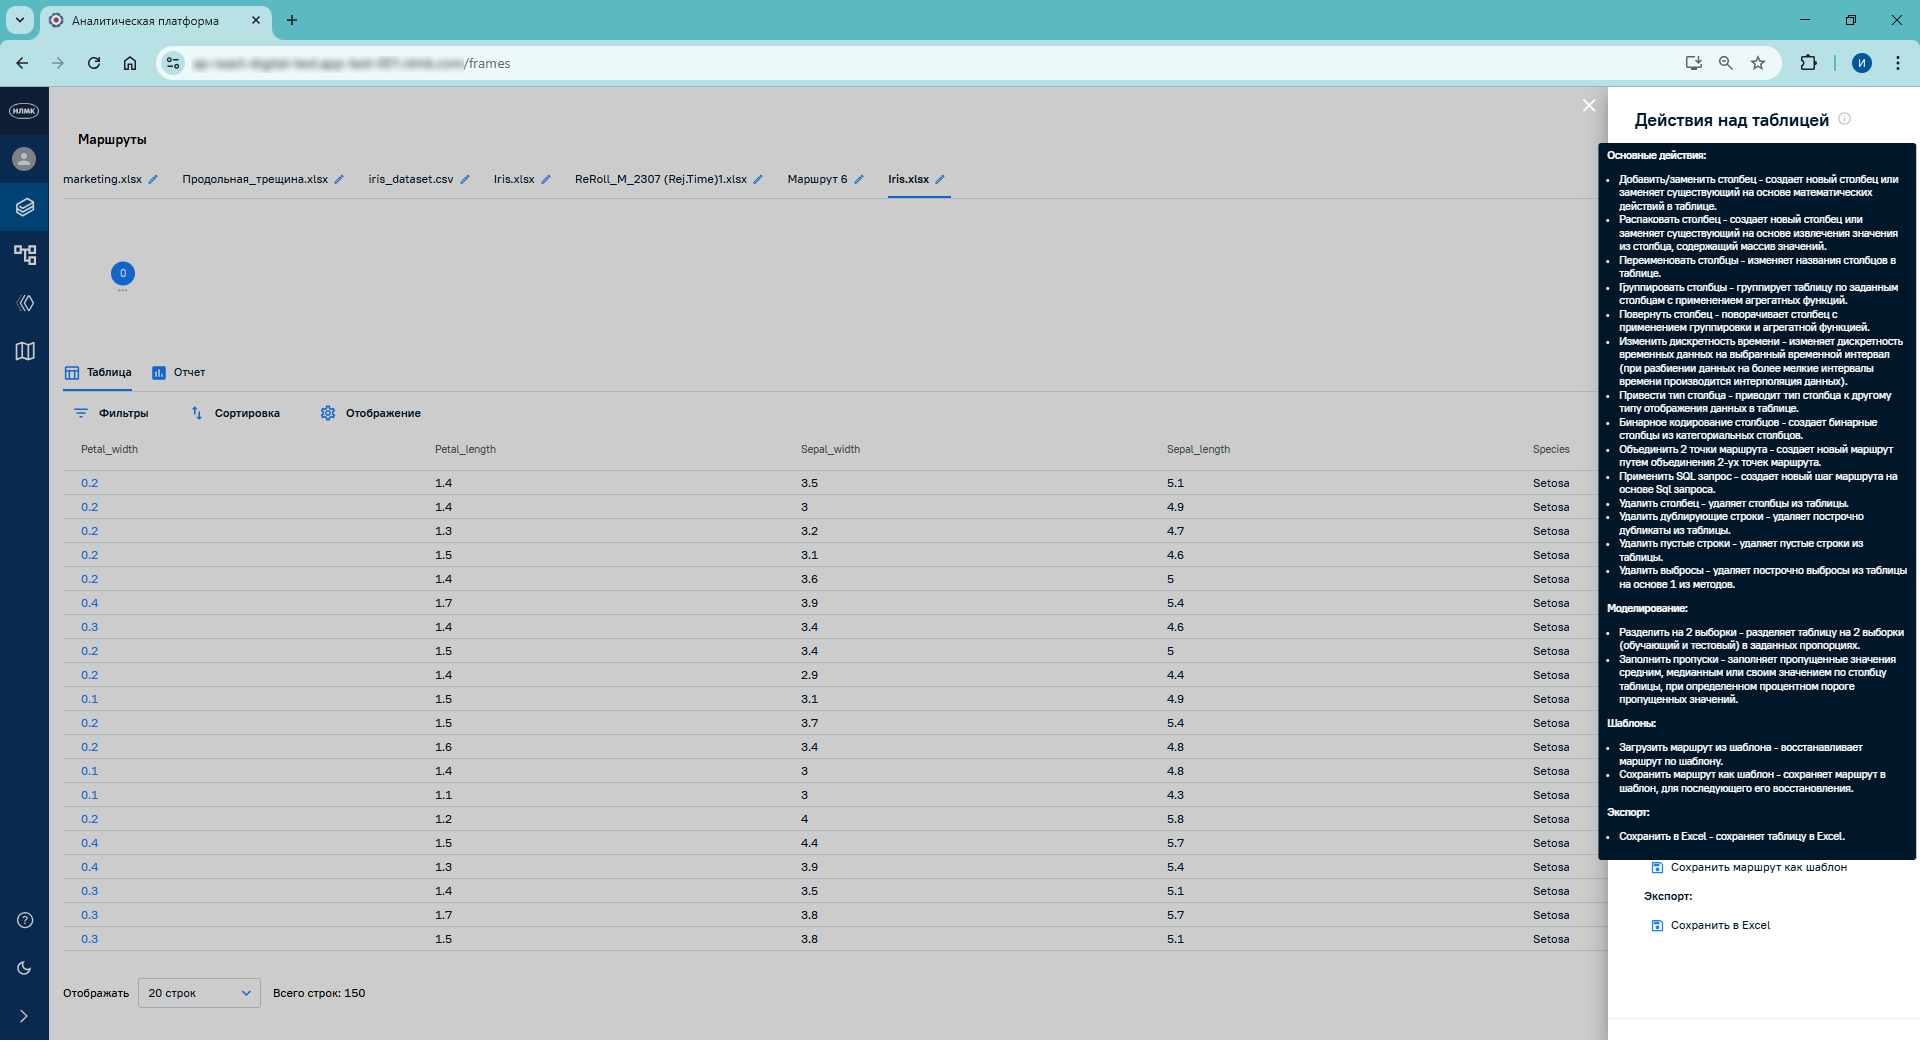 Аналитическая платформа
/frames
И
НЛМК
Маршруты
marketing.xlsx
Продольная_трещина.xlsx
iris_dataset.csv
Iris.xlsx
ReRoll_M_2307 (Rej.Time)1.xlsx
Маршрут 6
Iris.xlsx
0
Таблица
Отчет
Фильтры
Сортировка
Отображение
Petal_width Petal_length Sepal_width Sepal_length Species
0.2 1.4 3.5 5.1 Setosa
0.2 1.4 3 4.9 Setosa
0.2 1.3 3.2 4.7 Setosa
0.2 1.5 3.1 4.6 Setosa
0.2 1.4 3.6 5 Setosa
0.4 1.7 3.9 5.4 Setosa
0.3 1.4 3.4 4.6 Setosa
0.2 1.5 3.4 5 Setosa
0.2 1.4 2.9 4.4 Setosa
0.1 1.5 3.1 4.9 Setosa
0.2 1.5 3.7 5.4 Setosa
0.2 1.6 3.4 4.8 Setosa
0.1 1.4 3 4.8 Setosa
0.1 1.1 3 4.3 Setosa
0.2 1.2 4 5.8 Setosa
0.4 1.5 4.4 5.7 Setosa
0.4 1.3 3.9 5.4 Setosa
0.3 1.4 3.5 5.1 Setosa
0.3 1.7 3.8 5.7 Setosa
0.3 1.5 3.8 5.1 Setosa
Отображать 20 строк Всего строк: 150
Действия над таблицей
Основные действия:
• Добавить/заменить столбец - создает новый столбец или
заменяет существующий на основе математических
действий в таблице.
• Распаковать столбец - создает новый столбец или
заменяет существующий на основе извлечения значения
из столбца, содержащий массив значений.
• Переименовать столбцы - изменяет названия столбцов в
таблице.
• Группировать столбцы - группирует таблицу по заданным
столбцам с применением агрегатных функций.
• Повернуть столбец - поворачивает столбец с
применением группировки и агрегатной функцией.
• Изменить дискретность времени - изменяет дискретность
временных данных на выбранный временной интервал
(при разбиении данных на более мелкие интервалы
времени производится интерполяция данных).
• Привести тип столбца - приводит тип столбца к другому
типу отображения данных в таблице.
• Бинарное кодирование столбцов - создает бинарные
столбцы из категориальных столбцов.
• Объединить 2 точки маршрута - создает новый маршрут
путем объединения 2-ух точек маршрута.
• Применить SQL запрос - создает новый шаг маршрута на
основе Sql запроса.
• Удалить столбец - удаляет столбцы из таблицы.
• Удалить дублирующие строки - удаляет построчно
дубликаты из таблицы.
• Удалить пустые строки - удаляет пустые строки из
таблицы.
• Удалить выбросы - удаляет построчно выбросы из таблицы
на основе 1 из методов.
Моделирование:
• Разделить на 2 выборки - разделяет таблицу на 2 выборки
(обучающий и тестовый) в заданных пропорциях.
• Заполнить пропуски - заполняет пропущенные значения
средним, медианным или своим значением по столбцу
таблицы, при определенном процентном пороге
пропущенных значений.
Шаблоны:
• Загрузить маршрут из шаблона - восстанавливает
маршрут по шаблону.
• Сохранить маршрут как шаблон - сохраняет маршрут в
шаблон, для последующего его восстановления.
Экспорт:
• Сохранить в Excel - сохраняет таблицу в Excel.
Сохранить маршрут как шаблон
Экспорт:
Сохранить в Excel